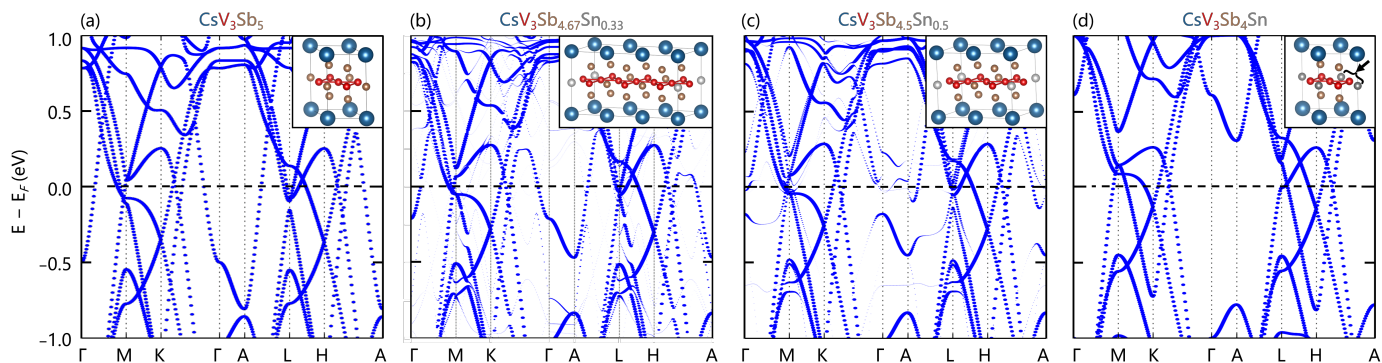 (a) CsV₃Sb₅
(b) CsV₃Sb₄.₆₇Sn₀.₃₃
(c) CsV₃Sb₄.₅Sn₀.₅
(d) CsV₃Sb₄Sn
E − E_F (eV)
1.0
0.5
0.0
−0.5
-1.0
Γ M K Γ A L H A
Γ M K Γ A L H A
Γ M K Γ A L H A
Γ M K Γ A L H A